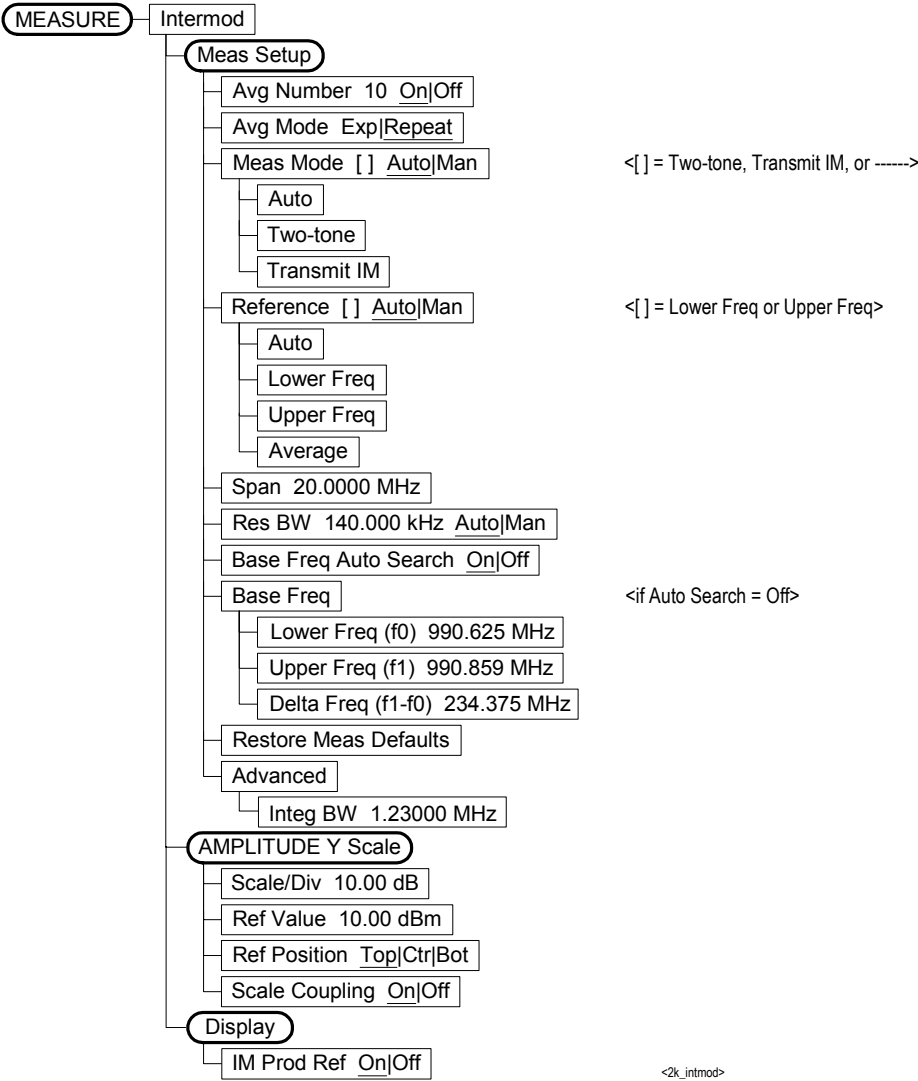 MEASURE Intermod
Meas Setup
Avg Number 10 On|Off
Avg Mode Exp|Repeat
Meas Mode [ ] Auto|Man <[ ] = Two-tone, Transmit IM, or ------>
Auto
Two-tone
Transmit IM
Reference [ ] Auto|Man <[ ] = Lower Freq or Upper Freq>
Auto
Lower Freq
Upper Freq
Average
Span 20.0000 MHz
Res BW 140.000 kHz Auto|Man
Base Freq Auto Search On|Off
Base Freq <if Auto Search = Off>
Lower Freq (f0) 990.625 MHz
Upper Freq (f1) 990.859 MHz
Delta Freq (f1-f0) 234.375 MHz
Restore Meas Defaults
Advanced
Integ BW 1.23000 MHz
AMPLITUDE Y Scale
Scale/Div 10.00 dB
Ref Value 10.00 dBm
Ref Position Top|Ctr|Bot
Scale Coupling On|Off
Display
IM Prod Ref On|Off
<2k_intmod>